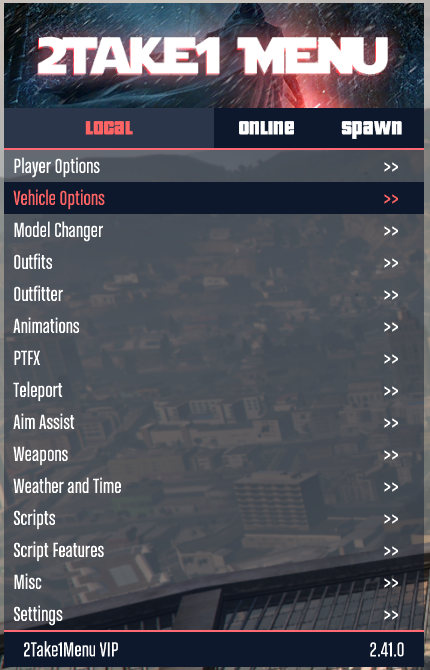 2TAKE1 MENU
Local Online Spawn
Player Options >>
Vehicle Options >>
Model Changer >>
Outfits >>
Outfitter >>
Animations >>
PTFX >>
Teleport >>
Aim Assist >>
Weapons >>
Weather and Time >>
Scripts >>
Script Features >>
Misc >>
Settings >>
2Take1Menu VIP 2.41.0